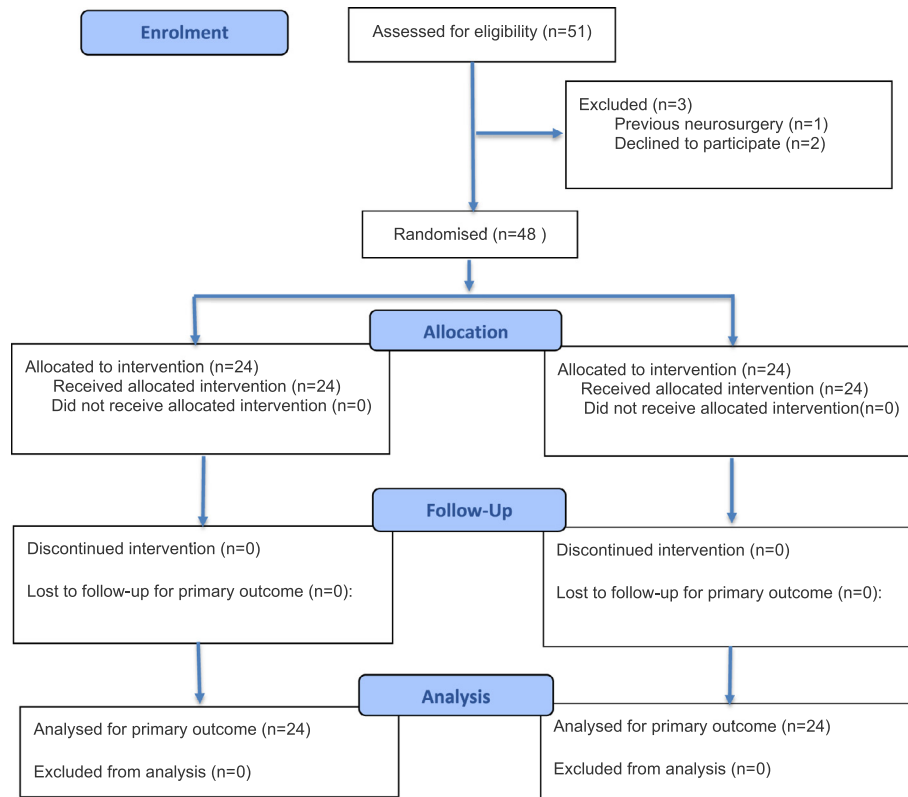 Enrolment
Assessed for eligibility (n=51)
Excluded (n=3)
Previous neurosurgery (n=1)
Declined to participate (n=2)
Randomised (n=48 )
Allocation
Allocated to intervention (n=24)
Received allocated intervention (n=24)
Did not receive allocated intervention (n=0)
Allocated to intervention (n=24)
Received allocated intervention (n=24)
Did not receive allocated intervention(n=0)
Follow-Up
Discontinued intervention (n=0)
Lost to follow-up for primary outcome (n=0):
Discontinued intervention (n=0)
Lost to follow-up for primary outcome (n=0):
Analysis
Analysed for primary outcome (n=24)
Excluded from analysis (n=0)
Analysed for primary outcome (n=24)
Excluded from analysis (n=0)